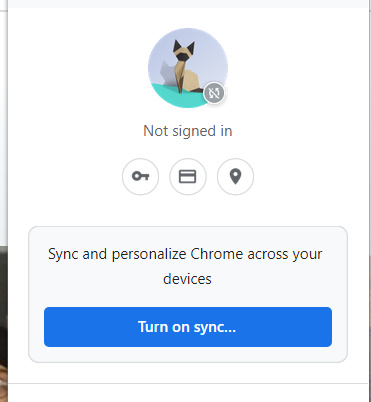 Not signed in
Sync and personalize Chrome across your
devices
Turn on sync...